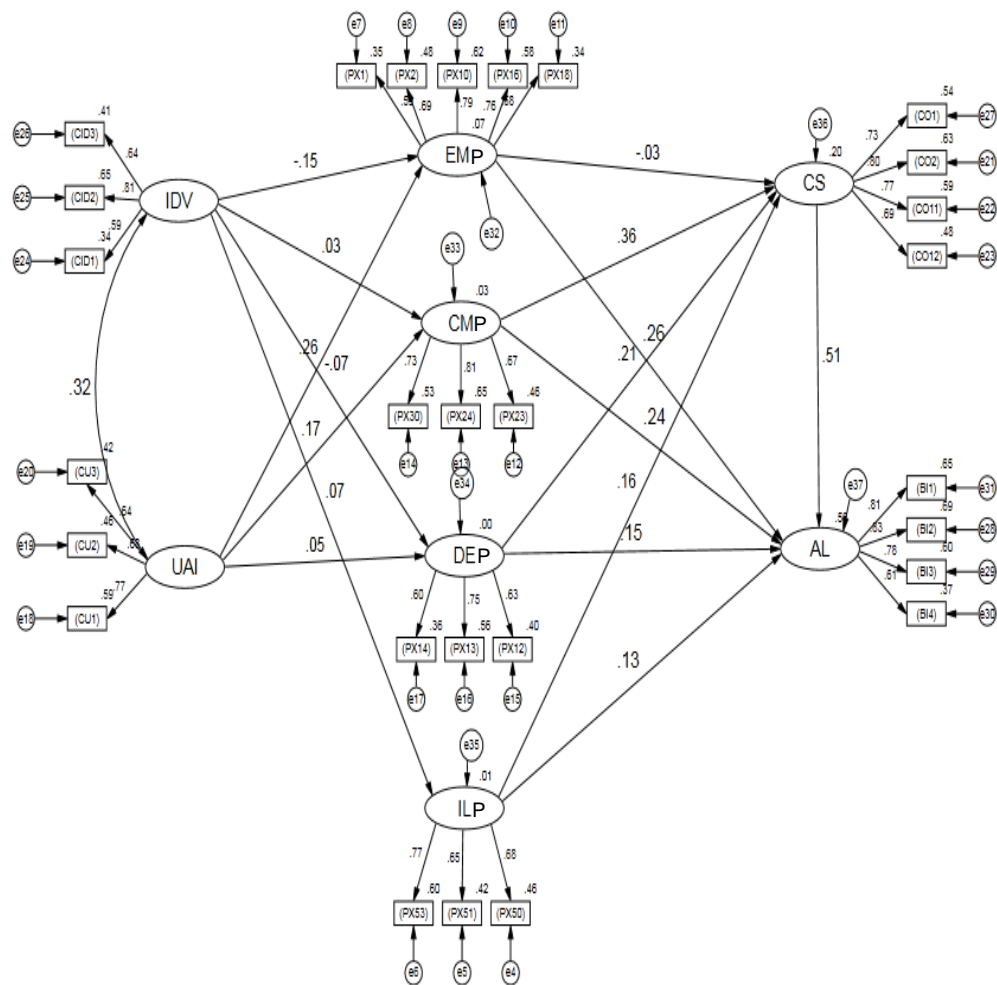 e7 e8 e9 e10 e11
.35 .48 .62 .58 .34
(PX1) (PX2) (PX10) (PX16) (PX18)
.69 .79 .76
.07
EMP
e32
e26 (CID3) .41
.64
e25 (CID2) .65
.81
e24 (CID1) .34
.59
IDV
-.15
.03
-.07
.07
.32
e20 (CU3) .42
.64
e19 (CU2) .46
e18 (CU1) .59
.77
UAI
.26
.17
.05
e33
.03
CMP
.73 .81 .67
.53 .65 .46
(PX30) (PX24) (PX23)
e14 e13 e12
e34
.00
DEP
.60 .75 .63
.36 .56 .40
(PX14) (PX13) (PX12)
e17 e16 e15
e35
.01
ILP
.77 .65 .68
.60 .42 .46
(PX53) (PX51) (PX50)
e6 e5 e4
-.03
.36
.26
.21
.24
.16
.15
.13
e36
.20
CS
.73 (CO1) .54 e27
.80 (CO2) .63 e21
.77 (CO11) .59 e22
.69 (CO12) .48 e23
.51
e37
AL
.81 (BI1) .65 e31
.83 (BI2) .69 e28
.78 (BI3) .60 e29
.61 (BI4) .37 e30